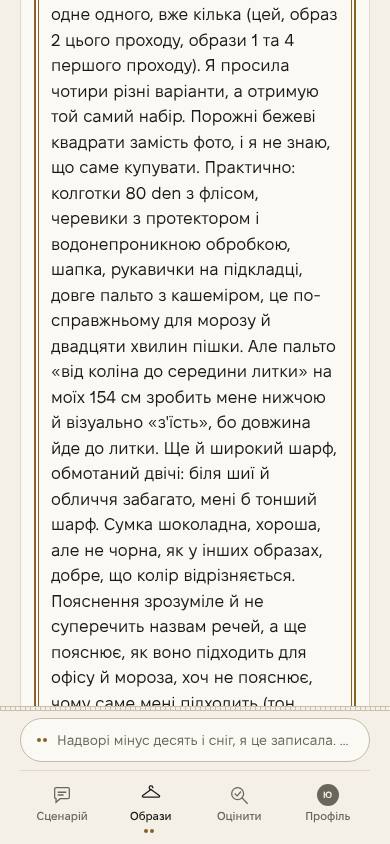 одне одного, вже кілька (цей, образ
2 цього проходу, образи 1 та 4
першого проходу). Я просила
чотири різні варіанти, а отримую
той самий набір. Порожні бежеві
квадрати замість фото, і я не знаю,
що саме купувати. Практично:
колготки 80 den з флісом,
черевики з протектором і
водонепроникною обробкою,
шапка, рукавички на підкладці,
довге пальто з кашеміром, це по-
справжньому для морозу й
двадцяти хвилин пішки. Але пальто
«від коліна до середини литки» на
моїх 154 см зробить мене нижчою
й візуально «з'їсть», бо довжина
йде до литки. Ще й широкий шарф,
обмотаний двічі: біля шиї й
обличчя забагато, мені б тонший
шарф. Сумка шоколадна, хороша,
але не чорна, як у інших образах,
добре, що колір відрізняється.
Пояснення зрозуміле й не
суперечить назвам речей, а ще
пояснює, як воно підходить для
офісу й мороза, хоч не пояснює,
чому саме мені підходить (тон
Надворі мінус десять і сніг, я це записала. ...
Сценарій
Образи
Оцінити
Ю
Профіль